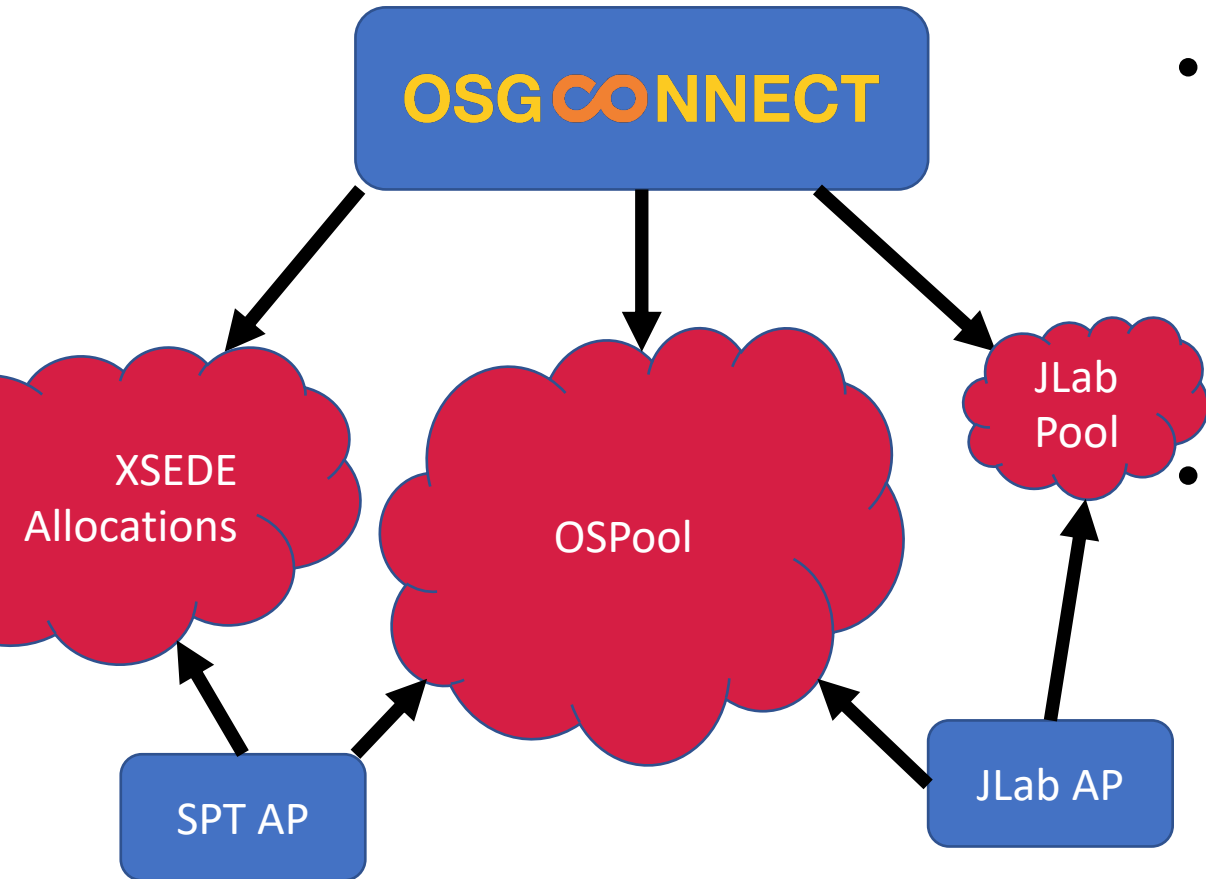 OSG CONNECT
XSEDE
Allocations
OSPool
JLab
Pool
SPT AP
JLab AP